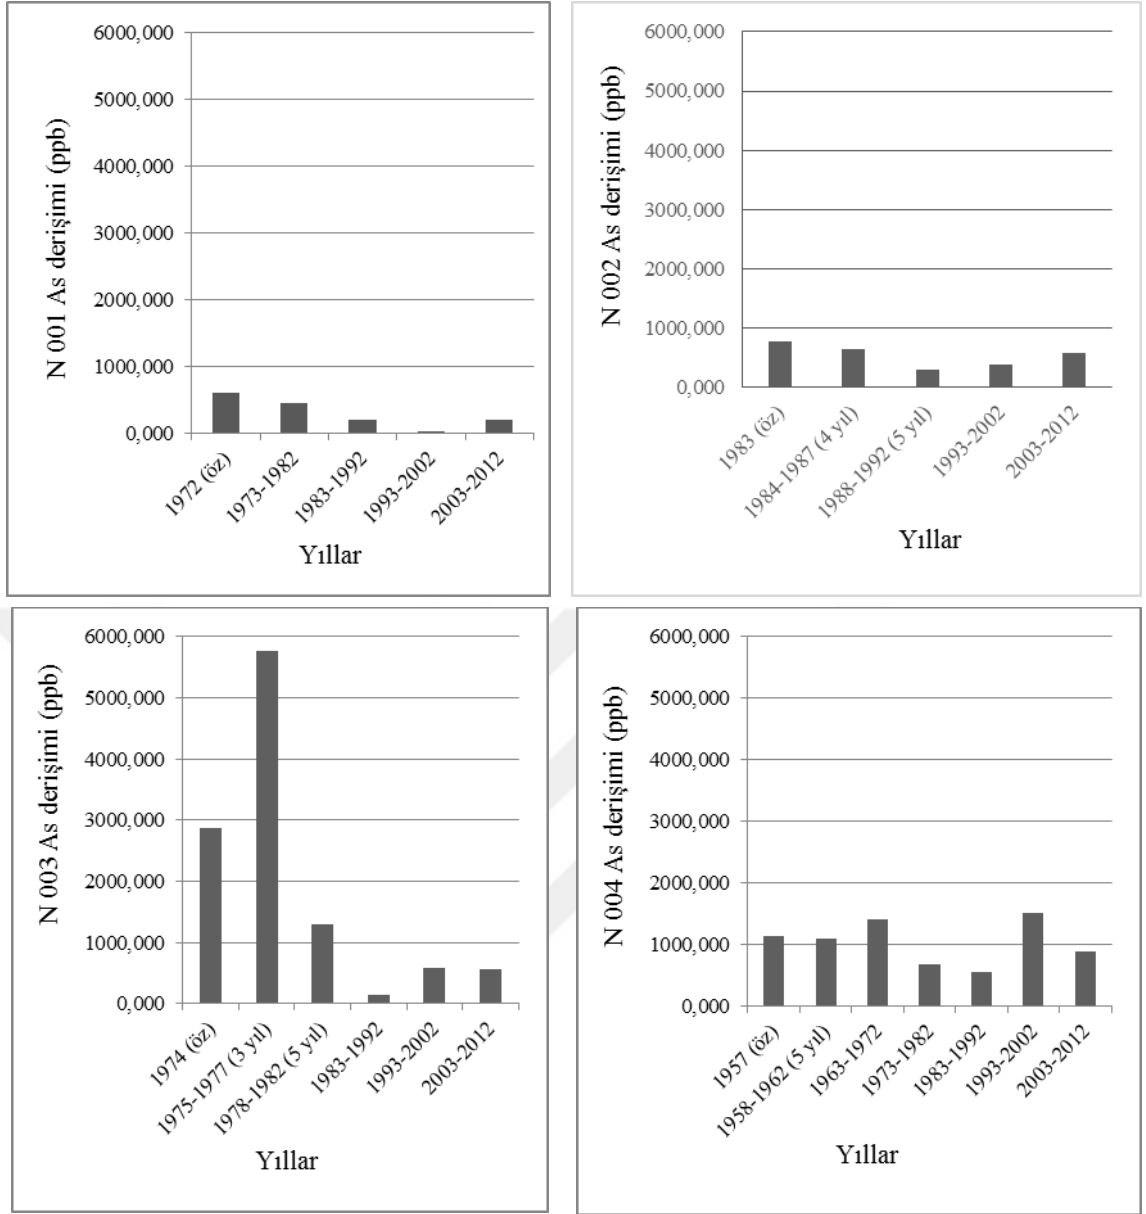 N 001 As derişimi (ppb)
6000,000
5000,000
4000,000
3000,000
2000,000
1000,000
0,000
1972 (öz)
1973-1982
1983-1992
1993-2002
2003-2012
Yıllar
N 002 As derişimi (ppb)
6000,000
5000,000
4000,000
3000,000
2000,000
1000,000
0,000
1983 (öz)
1984-1987 (4 yıl)
1988-1992 (5 yıl)
1993-2002
2003-2012
Yıllar
N 003 As derişimi (ppb)
6000,000
5000,000
4000,000
3000,000
2000,000
1000,000
0,000
1974 (öz)
1975-1977 (3 yıl)
1978-1982 (5 yıl)
1983-1992
1993-2002
2003-2012
Yıllar
N 004 As derişimi (ppb)
6000,000
5000,000
4000,000
3000,000
2000,000
1000,000
0,000
1957 (öz)
1958-1962 (5 yıl)
1963-1972
1973-1982
1983-1992
1993-2002
2003-2012
Yıllar